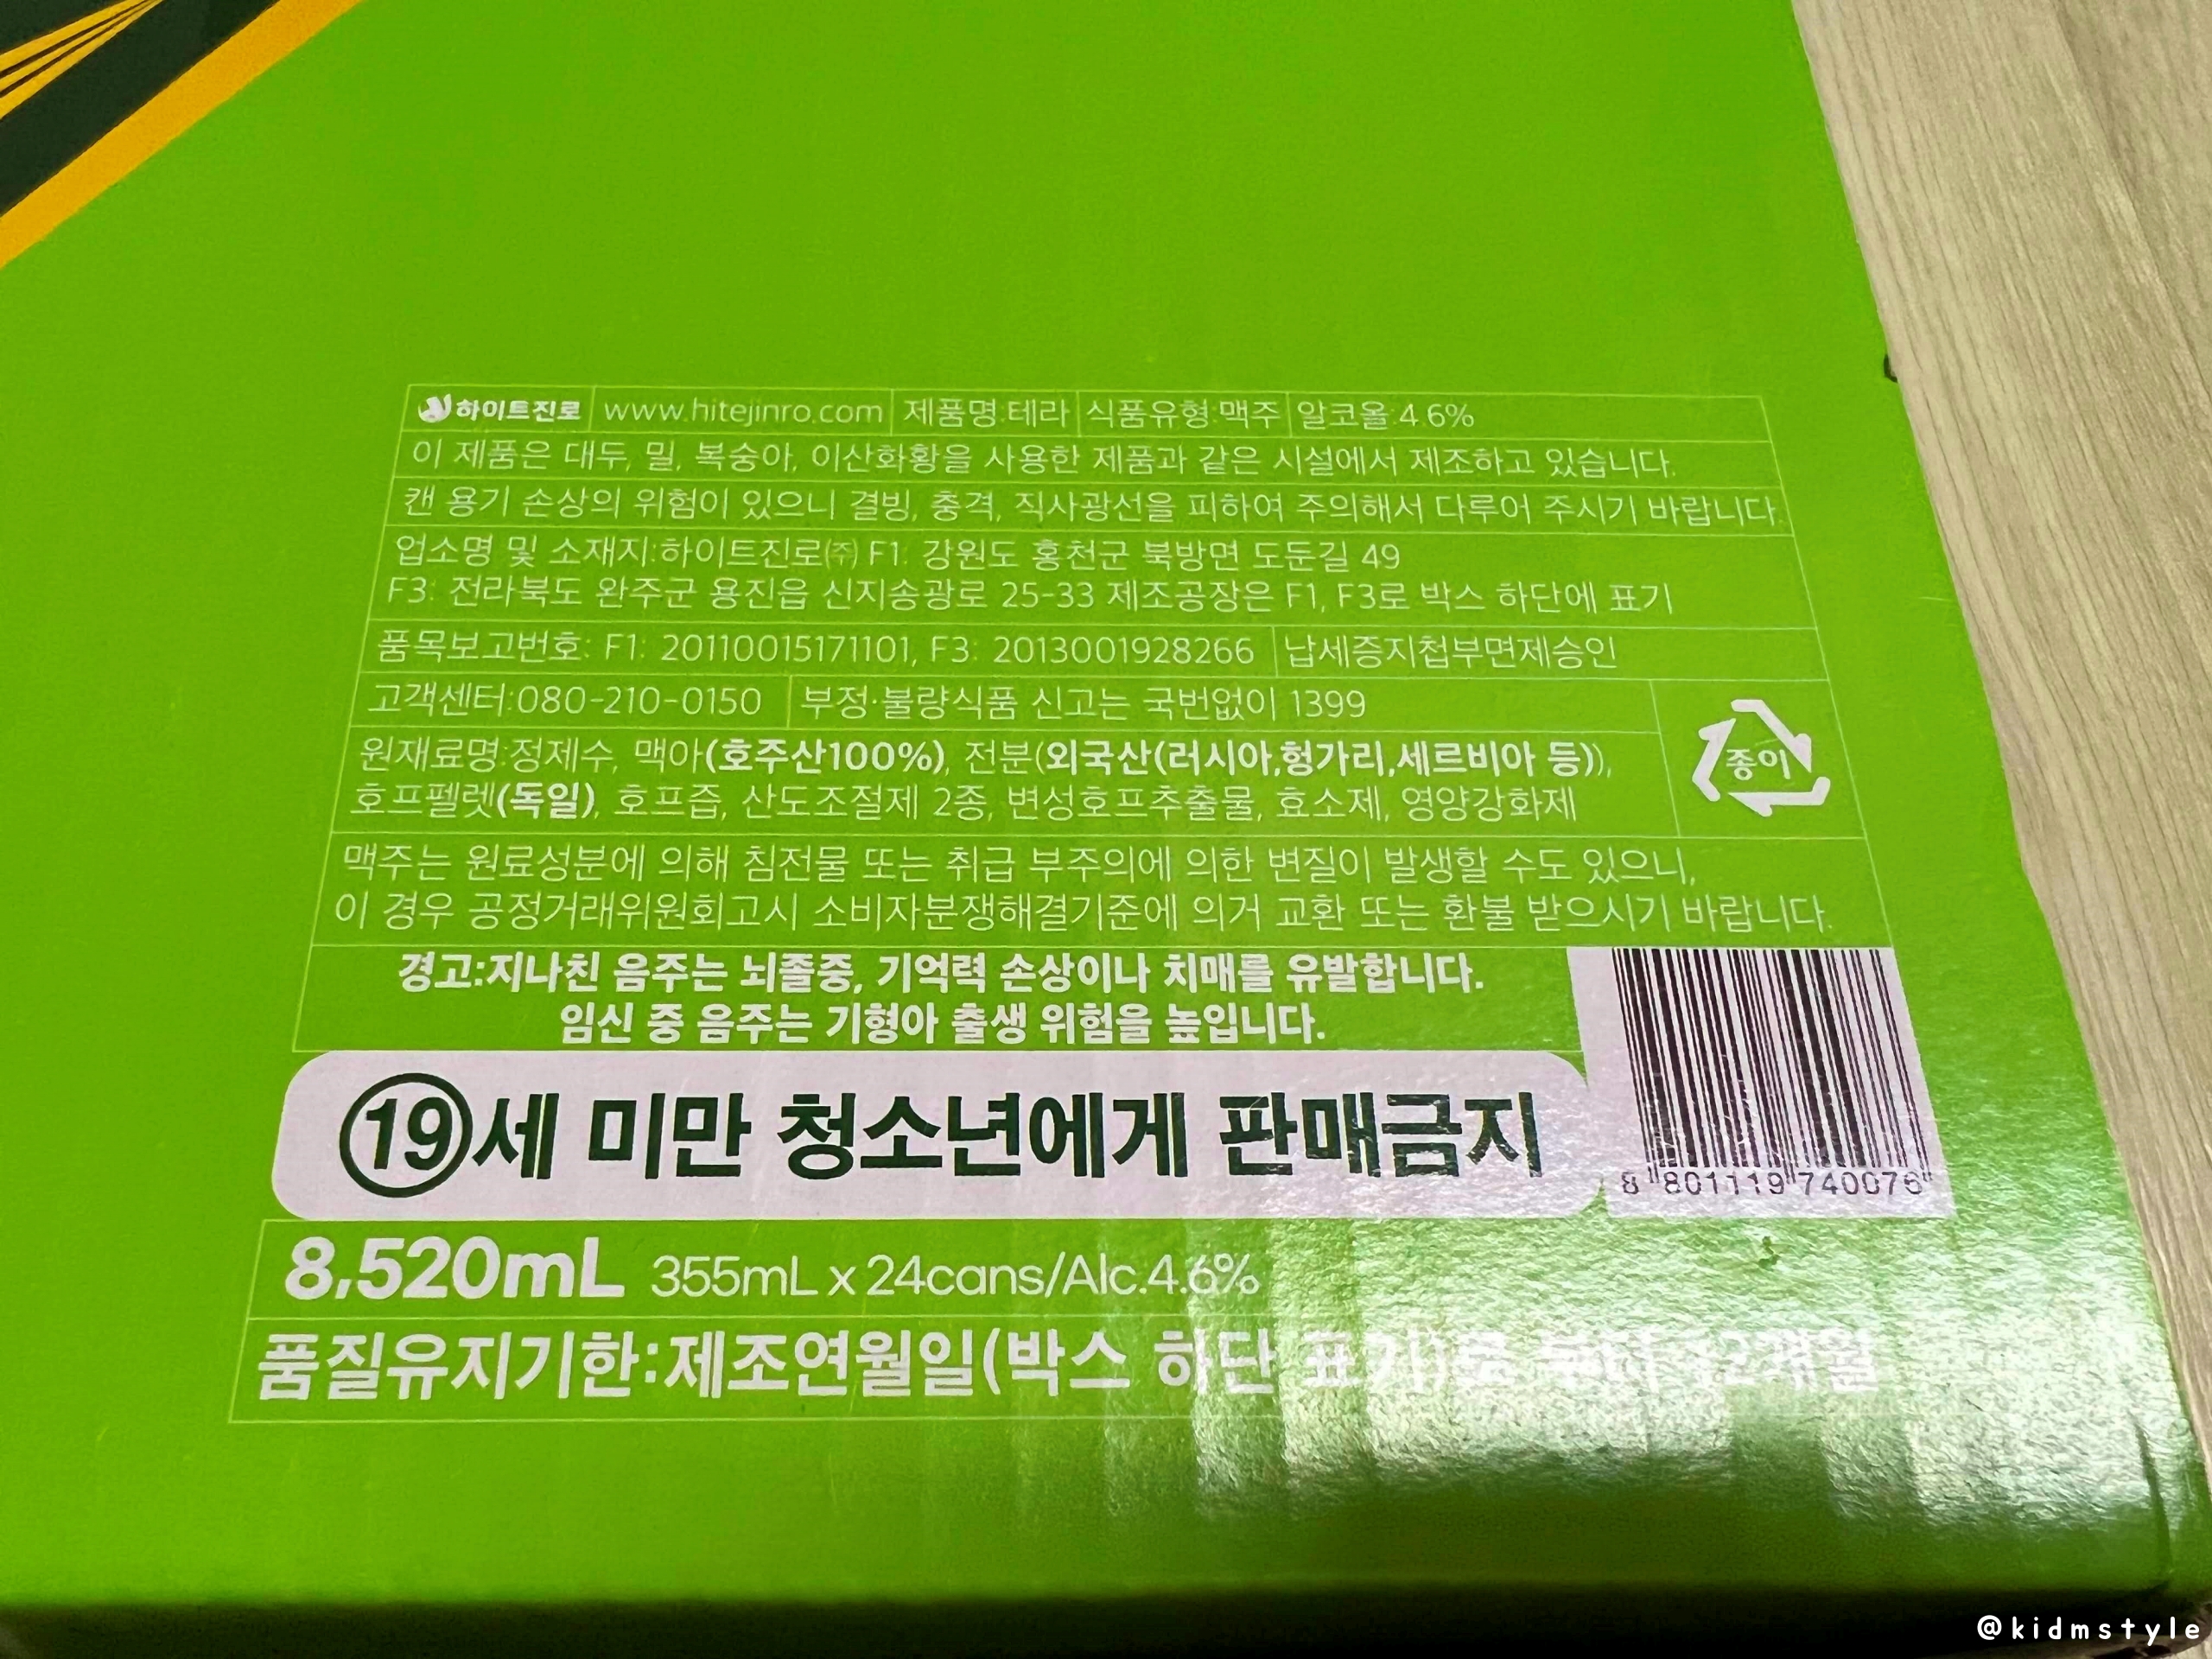 하이트진로 www.hitejinro.com 제품명:테라 식품유형:맥주 알코올:4.6%
이 제품은 대두, 밀, 복숭아, 이산화황을 사용한 제품과 같은 시설에서 제조하고 있습니다.
캔 용기 손상의 위험이 있으니 결빙, 충격, 직사광선을 피하여 주의해서 다루어 주시기 바랍니다.
업소명 및 소재지:하이트진로㈜ F1: 강원도 홍천군 북방면 도둔길 49
F3: 전라북도 완주군 용진읍 신지송광로 25-33 제조공장은 F1, F3로 박스 하단에 표기
품목보고번호: F1: 20110015171101, F3: 2013001928266 납세증지첩부면제승인
고객센터:080-210-0150 부정·불량식품 신고는 국번없이 1399
원재료명:정제수, 맥아(호주산100%), 전분(외국산(러시아,헝가리,세르비아 등)),
호프펠렛(독일), 호프즙, 산도조절제 2종, 변성호프추출물, 효소제, 영양강화제
종이
맥주는 원료성분에 의해 침전물 또는 취급 부주의에 의한 변질이 발생할 수도 있으니,
이 경우 공정거래위원회고시 소비자분쟁해결기준에 의거 교환 또는 환불 받으시기 바랍니다.
경고:지나친 음주는 뇌졸중, 기억력 손상이나 치매를 유발합니다.
임신 중 음주는 기형아 출생 위험을 높입니다.
19세 미만 청소년에게 판매금지
8 801119 740076
8,520mL 355mL x 24cans/Alc.4.6%
품질유지기한:제조연월일(박스 하단 표기)로 부터 12개월
@kidmstyle